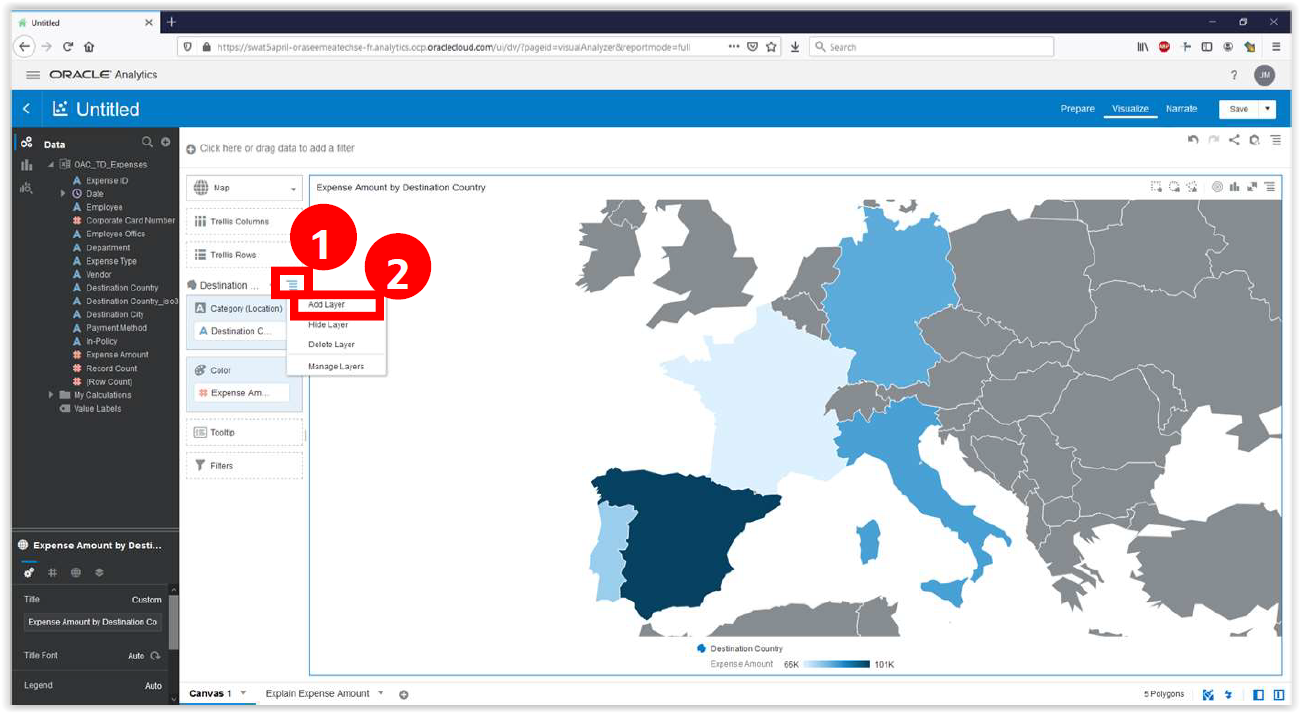 Untitled
https://swat5april-oraseemeatechse-fr.analytics.ocp.oraclecloud.com/ui/dv/?pageid=visualAnalyzer&reportmode=full
Search
ORACLE Analytics
?
JM
Untitled
Prepare
Visualize
Narrate
Save
Data
OAC_TD_Expenses
Expense ID
Date
Employee
Corporate Card Number
Employee Office
Department
Expense Type
Vendor
Destination Country
Destination Country_iso3
Destination City
Payment Method
In-Policy
Expense Amount
Record Count
(Row Count)
My Calculations
Value Labels
Expense Amount by Desti...
Title
Custom
Expense Amount by Destination Co
Title Font
Auto
Legend
Auto
Click here or drag data to add a filter
Map
Trellis Columns
Trellis Rows
Destination ...
Category (Location)
Destination C...
Color
Expense Am...
Tooltip
Filters
1
2
Add Layer
Hide Layer
Delete Layer
Manage Layers
Expense Amount by Destination Country
Destination Country
Expense Amount
66K
101K
Canvas 1
Explain Expense Amount
5 Polygons